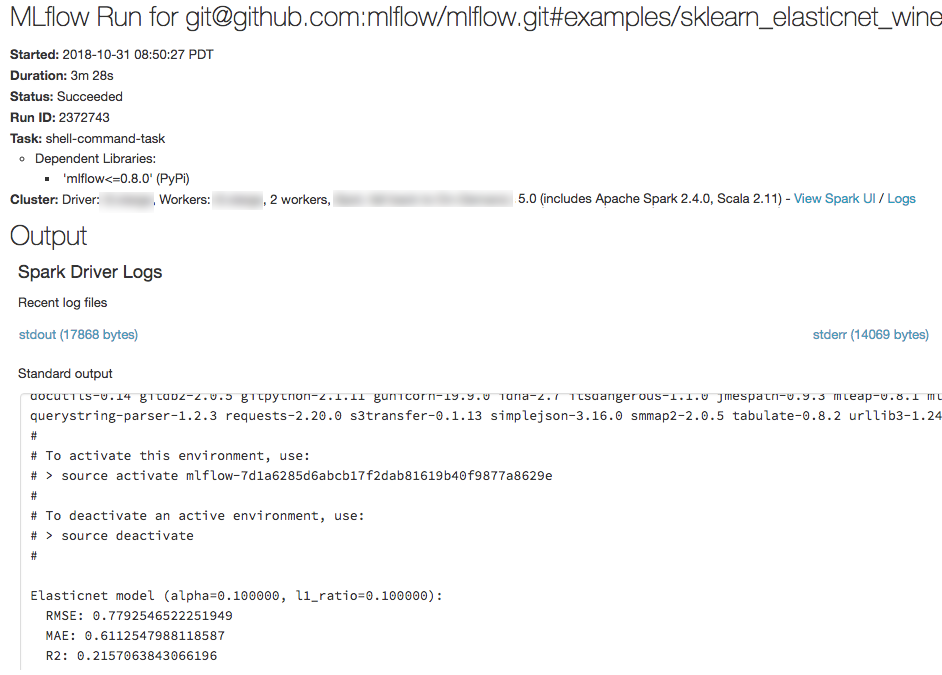 MLflow Run for git@github.com:mlflow/mlflow.git#examples/sklearn_elasticnet_wine
Started: 2018-10-31 08:50:27 PDT
Duration: 3m 28s
Status: Succeeded
Run ID: 2372743
Task: shell-command-task
Dependent Libraries:
'mlflow<=0.8.0' (PyPi)
Cluster: Driver: , Workers: , 2 workers, 5.0 (includes Apache Spark 2.4.0, Scala 2.11) - View Spark UI / Logs
Output
Spark Driver Logs
Recent log files
stdout (17868 bytes) stderr (14069 bytes)
Standard output
docutils-0.14 gitdb2-2.0.5 gitpython-2.1.11 gunicorn-19.9.0 idna-2.7 itsdangerous-1.1.0 jmespath-0.9.3 mleap-0.8.1
querystring-parser-1.2.3 requests-2.20.0 s3transfer-0.1.13 simplejson-3.16.0 smmap2-2.0.5 tabulate-0.8.2 urllib3-1.24
#
# To activate this environment, use:
# > source activate mlflow-7d1a6285d6abcb17f2dab81619b40f9877a8629e
#
# To deactivate an active environment, use:
# > source deactivate
#
Elasticnet model (alpha=0.100000, l1_ratio=0.100000):
RMSE: 0.7792546522251949
MAE: 0.6112547988118587
R2: 0.2157063843066196